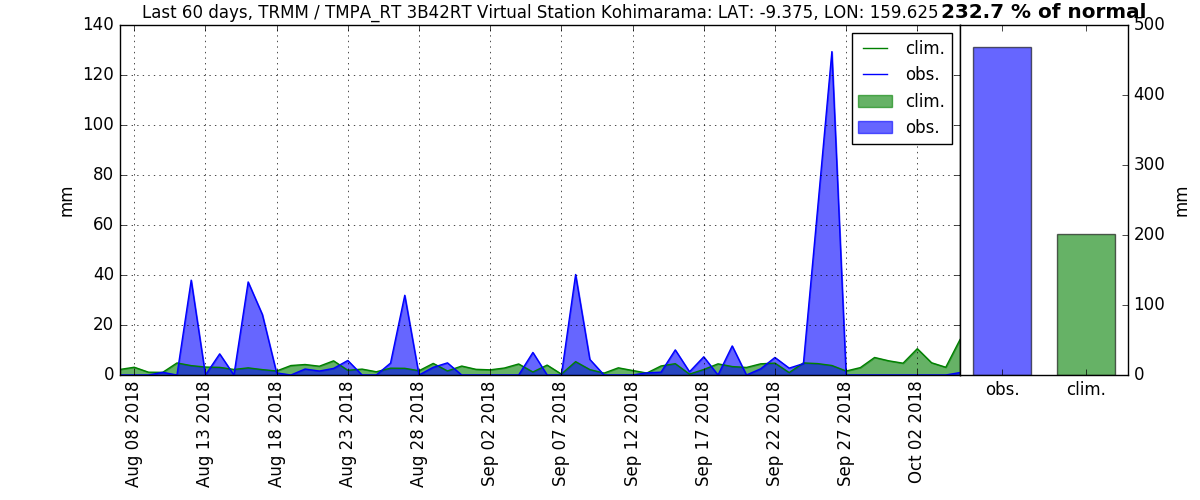 Last 60 days, TRMM / TMPA_RT 3B42RT Virtual Station Kohimarama: LAT: -9.375, LON: 159.625
232.7 % of normal
mm
140
120
100
80
60
40
20
0
clim.
obs.
clim.
obs.
Aug 08 2018
Aug 13 2018
Aug 18 2018
Aug 23 2018
Aug 28 2018
Sep 02 2018
Sep 07 2018
Sep 12 2018
Sep 17 2018
Sep 22 2018
Sep 27 2018
Oct 02 2018
500
400
300
200
100
0
mm
obs.
clim.